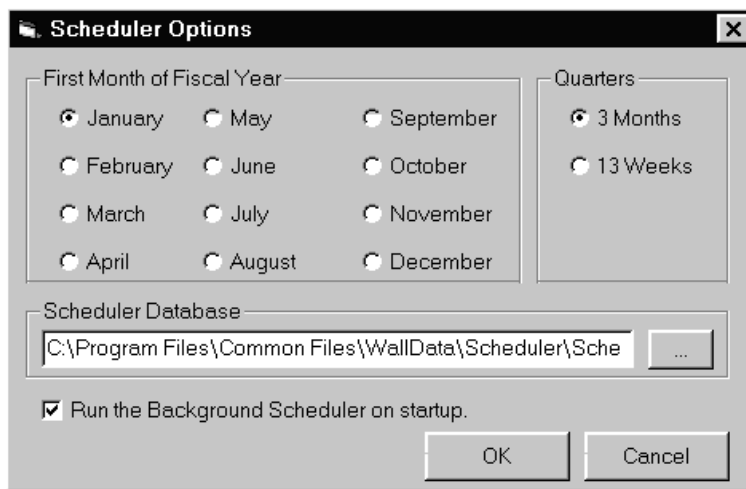 Scheduler Options
First Month of Fiscal Year
Quarters
January May September
3 Months
February June October
13 Weeks
March July November
April August December
Scheduler Database
C:\Program Files\Common Files\WallData\Scheduler\Sche
...
Run the Background Scheduler on startup.
OK Cancel